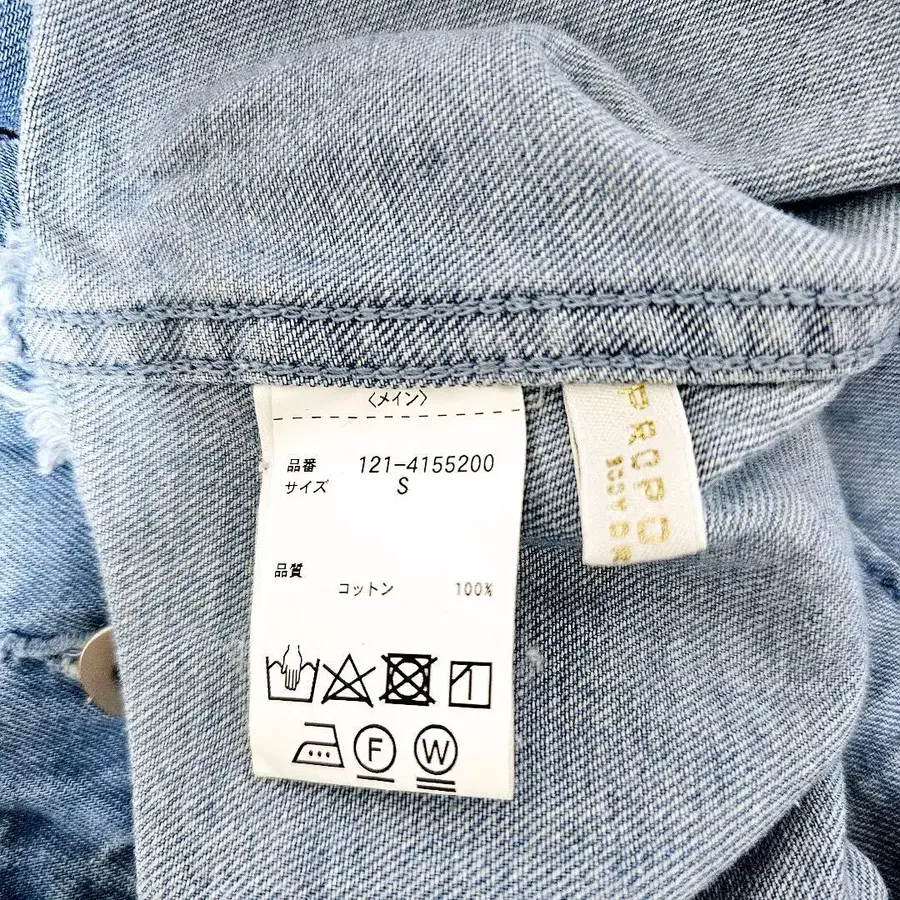 〈メイン〉
品番 121-4155200
サイズ S
品質
コットン 100%
F
W
PROPO